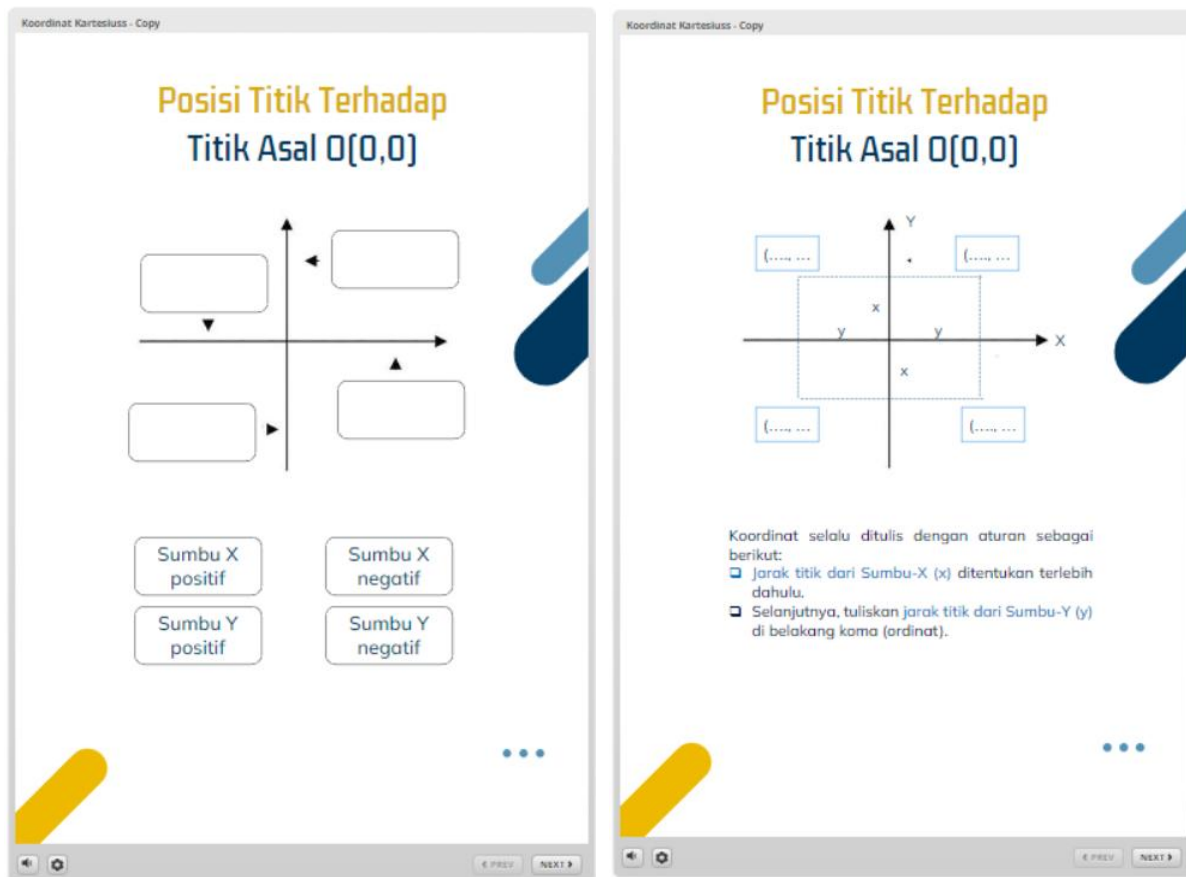 Koordinat Kartesiuss - Copy
Posisi Titik Terhadap
Titik Asal O(0,0)
Sumbu X
positif
Sumbu X
negatif
Sumbu Y
positif
Sumbu Y
negatif
< PREV
NEXT >
Koordinat Kartesiuss - Copy
Posisi Titik Terhadap
Titik Asal O(0,0)
Y
(...., ...
(...., ...
x
y
y
X
x
(...., ...
(...., ...
Koordinat selalu ditulis dengan aturan sebagai
berikut:
Jarak titik dari Sumbu-X (x) ditentukan terlebih
dahulu.
Selanjutnya, tuliskan jarak titik dari Sumbu-Y (y)
di belakang koma (ordinat).
< PREV
NEXT >